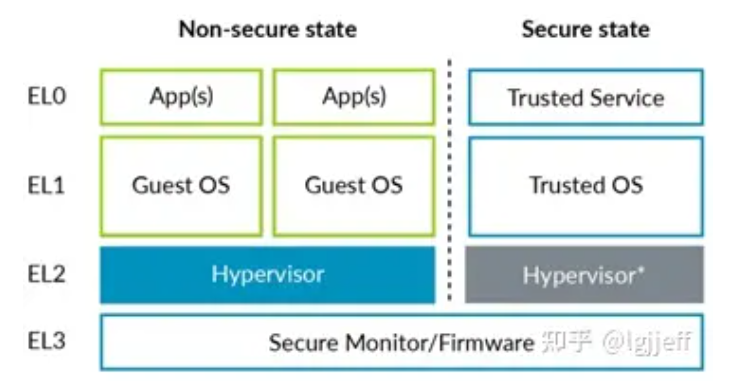 Non-secure state Secure state
EL0 App(s) App(s) Trusted Service
EL1 Guest OS Guest OS Trusted OS
EL2 Hypervisor Hypervisor*
EL3 Secure Monitor/Firmware 知乎 @lgjjeff